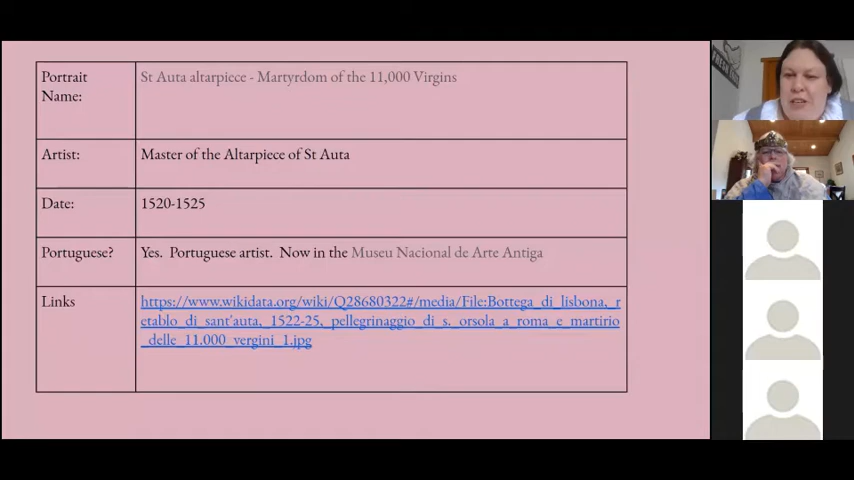 Portrait Name:
St Auta altarpiece - Martyrdom of the 11,000 Virgins
Artist:
Master of the Altarpiece of St Auta
Date:
1520-1525
Portuguese?
Yes. Portuguese artist. Now in the Museu Nacional de Arte Antiga
Links
https://www.wikidata.org/wiki/Q28680322#/media/File:Bottega_di_lisbona,_r
etablo_di_sant'auta,_1522-25,_pellegrinaggio_di_s._orsola_a_roma_e_martirio
_delle_11.000_vergini_1.jpg